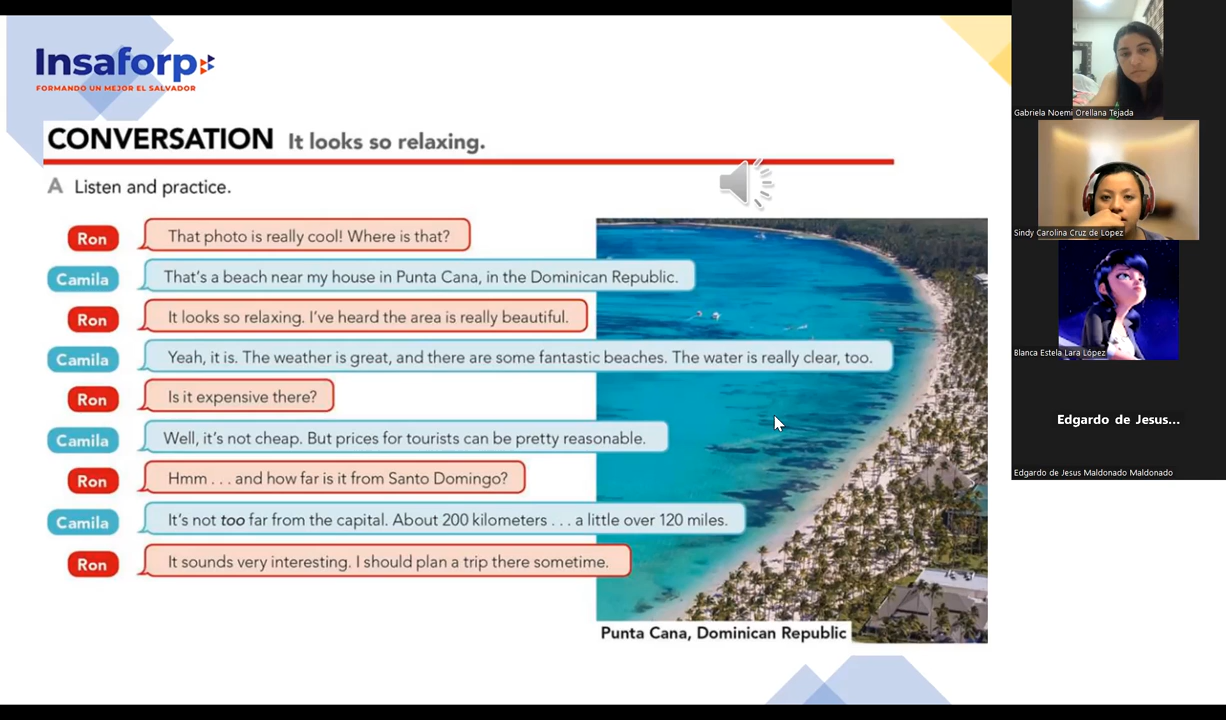 Insaforp
FORMANDO UN MEJOR EL SALVADOR
CONVERSATION It looks so relaxing.
A Listen and practice.
Ron That photo is really cool! Where is that?
Camila That's a beach near my house in Punta Cana, in the Dominican Republic.
Ron It looks so relaxing. I've heard the area is really beautiful.
Camila Yeah, it is. The weather is great, and there are some fantastic beaches. The water is really clear, too.
Ron Is it expensive there?
Camila Well, it's not cheap. But prices for tourists can be pretty reasonable.
Ron Hmm . . . and how far is it from Santo Domingo?
Camila It's not too far from the capital. About 200 kilometers . . . a little over 120 miles.
Ron It sounds very interesting. I should plan a trip there sometime.
Punta Cana, Dominican Republic
Gabriela Noemi Orellana Tejada
Sindy Carolina Cruz de Lopez
Blanca Estela Lara López
Edgardo de Jesus...
Edgardo de Jesus Maldonado Maldonado